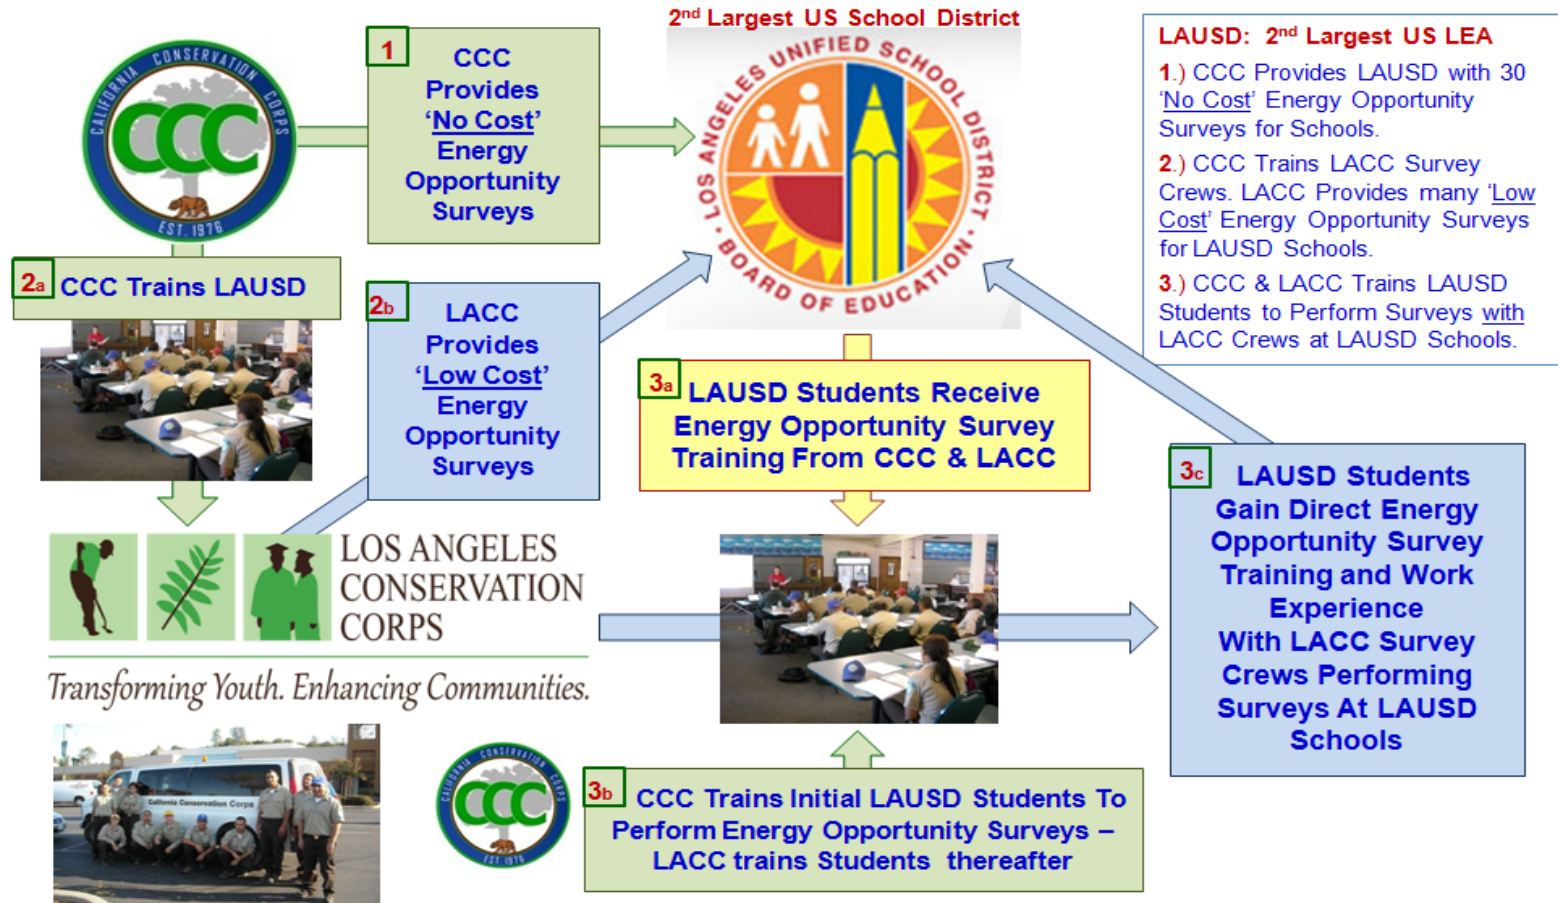 CALIFORNIA CONSERVATION CORPS
CCC
EST. 1976
1
CCC
Provides
‘No Cost’
Energy
Opportunity
Surveys
2nd Largest US School District
LOS ANGELES UNIFIED SCHOOL DISTRICT
BOARD OF EDUCATION
LAUSD: 2nd Largest US LEA
1.) CCC Provides LAUSD with 30
‘No Cost’ Energy Opportunity
Surveys for Schools.
2.) CCC Trains LACC Survey
Crews. LACC Provides many ‘Low
Cost’ Energy Opportunity Surveys
for LAUSD Schools.
3.) CCC & LACC Trains LAUSD
Students to Perform Surveys with
LACC Crews at LAUSD Schools.
2a CCC Trains LAUSD
2b
LACC
Provides
‘Low Cost’
Energy
Opportunity
Surveys
3a
LAUSD Students Receive
Energy Opportunity Survey
Training From CCC & LACC
3c
LAUSD Students
Gain Direct Energy
Opportunity Survey
Training and Work
Experience
With LACC Survey
Crews Performing
Surveys At LAUSD
Schools
LOS ANGELES
CONSERVATION
CORPS
Transforming Youth. Enhancing Communities.
California Conservation Corps
CALIFORNIA CONSERVATION CORPS
CCC
EST. 1976
3b
CCC Trains Initial LAUSD Students To
Perform Energy Opportunity Surveys –
LACC trains Students thereafter